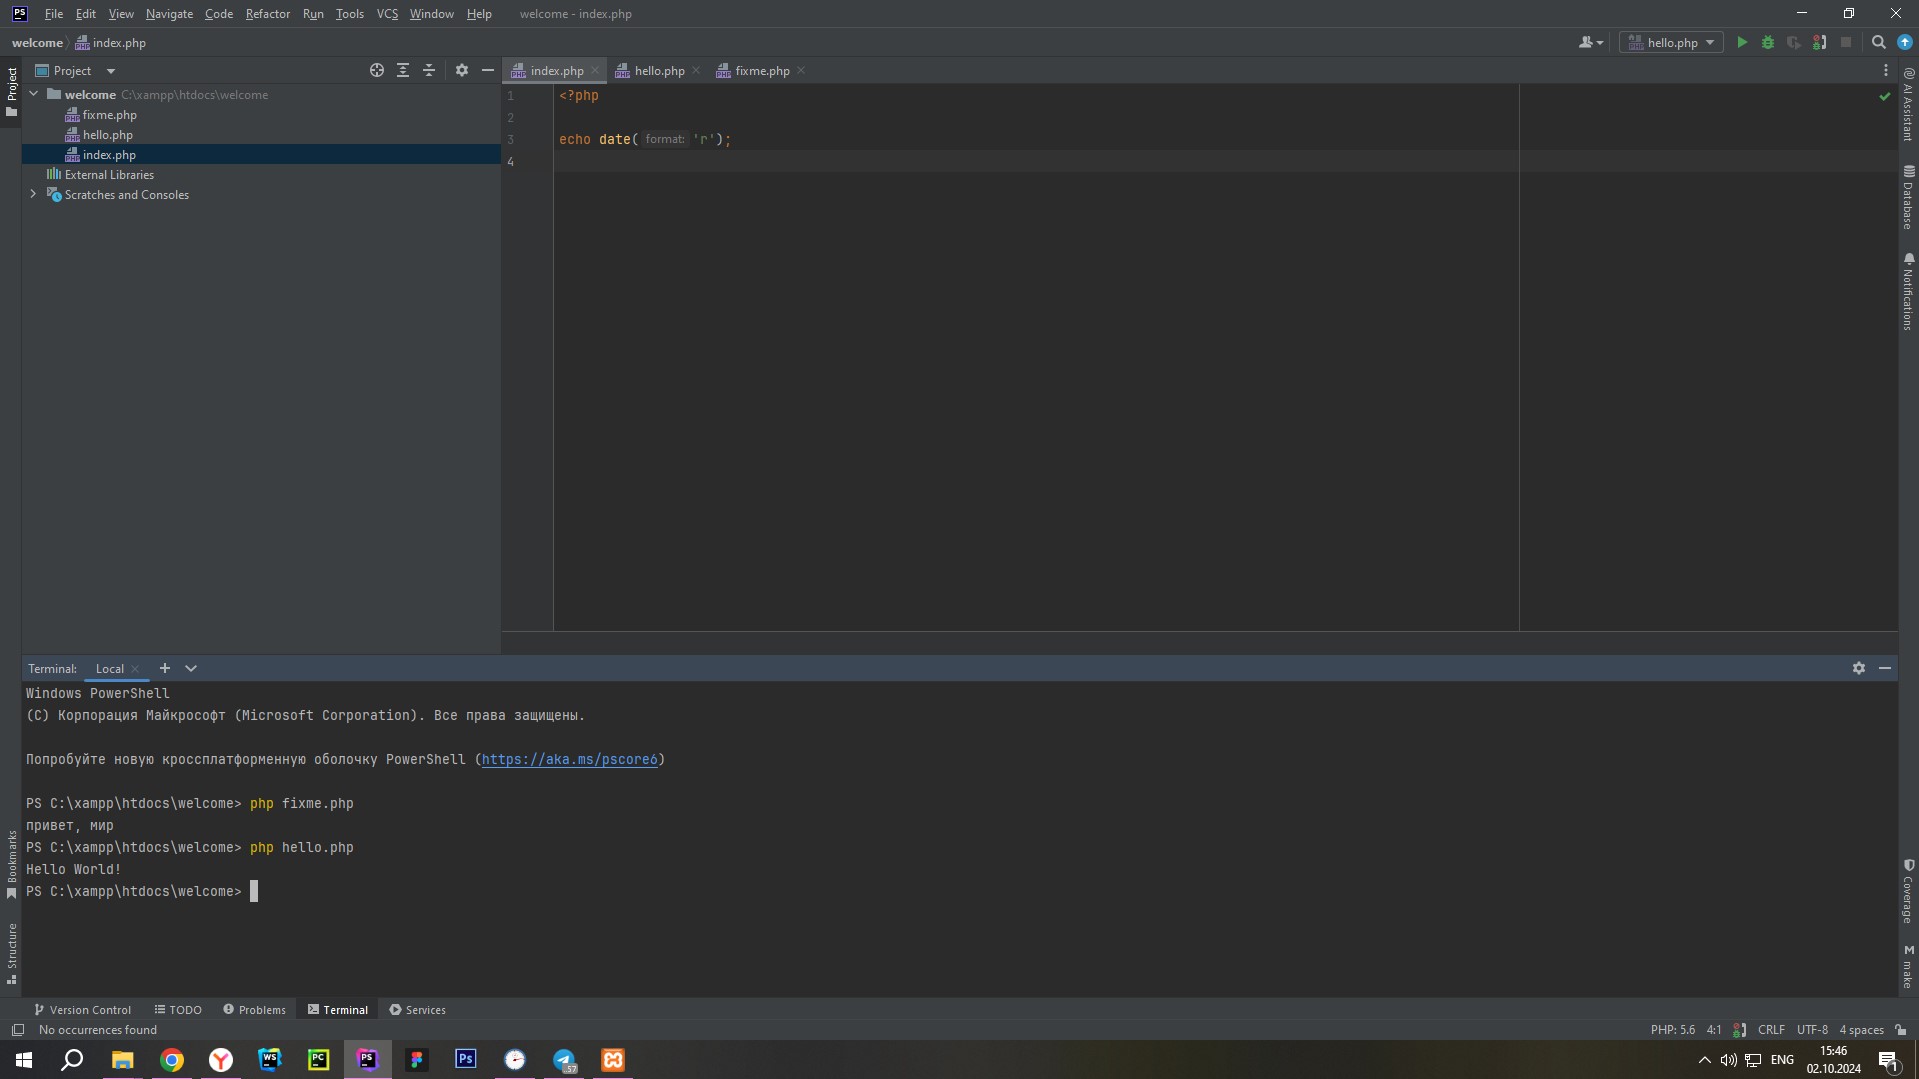 File Edit View Navigate Code Refactor Run Tools VCS Window Help welcome - index.php
welcome index.php
hello.php
Project
Project
index.php hello.php fixme.php
welcome C:\xampp\htdocs\welcome
fixme.php
hello.php
index.php
External Libraries
Scratches and Consoles
1 <?php
2
3 echo date( format: 'r');
4
AI Assistant
Database
Notifications
Terminal: Local
Windows PowerShell
(C) Корпорация Майкрософт (Microsoft Corporation). Все права защищены.
Попробуйте новую кроссплатформенную оболочку PowerShell (https://aka.ms/pscore6)
PS C:\xampp\htdocs\welcome> php fixme.php
привет, мир
PS C:\xampp\htdocs\welcome> php hello.php
Hello World!
PS C:\xampp\htdocs\welcome>
Bookmarks
Structure
Coverage
M make
Version Control TODO Problems Terminal Services
No occurrences found
PHP: 5.6 4:1 CRLF UTF-8 4 spaces
WS PC PS Ps .57 ENG 15:46
02.10.2024
1